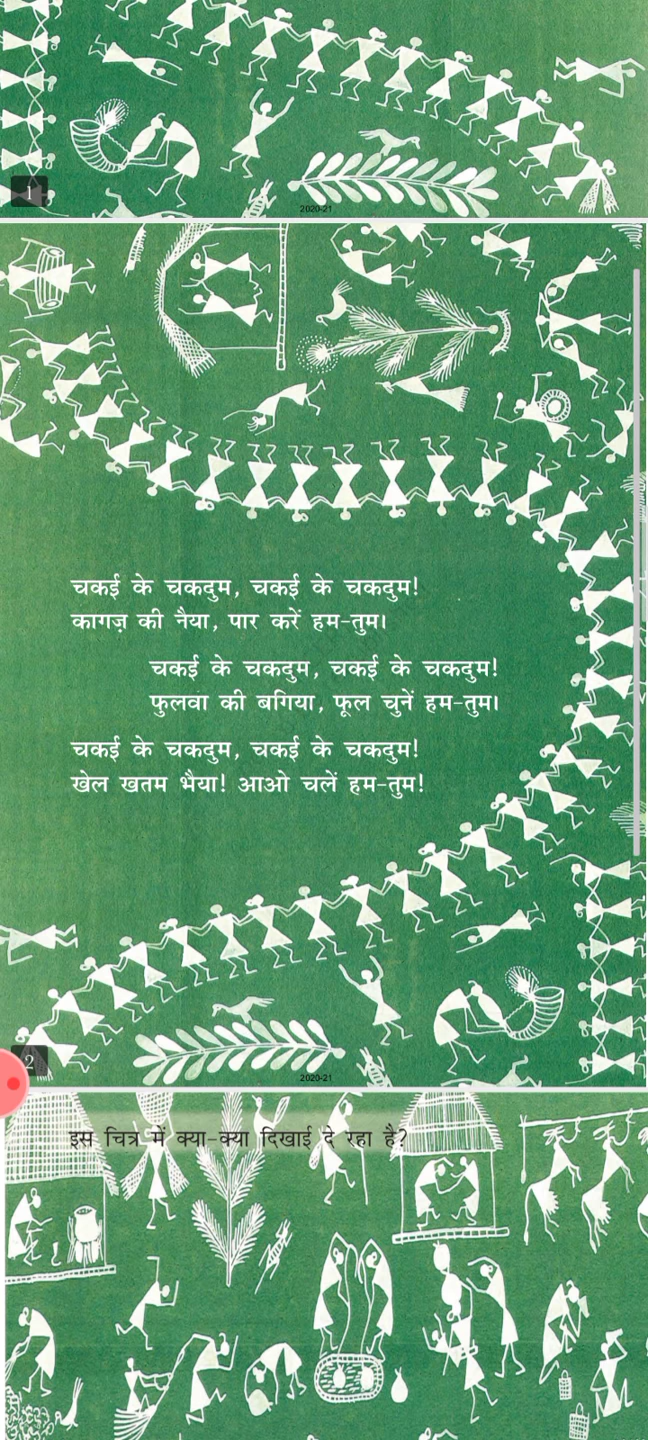 1
2020-21
चकई के चकदुम, चकई के चकदुम!
कागज़ की नैया, पार करें हम-तुम।
चकई के चकदुम, चकई के चकदुम!
फुलवा की बगिया, फूल चुनें हम-तुम।
चकई के चकदुम, चकई के चकदुम!
खेल खतम भैया! आओ चलें हम-तुम!
2
2020-21
इस चित्र में क्या-क्या दिखाई दे रहा है?